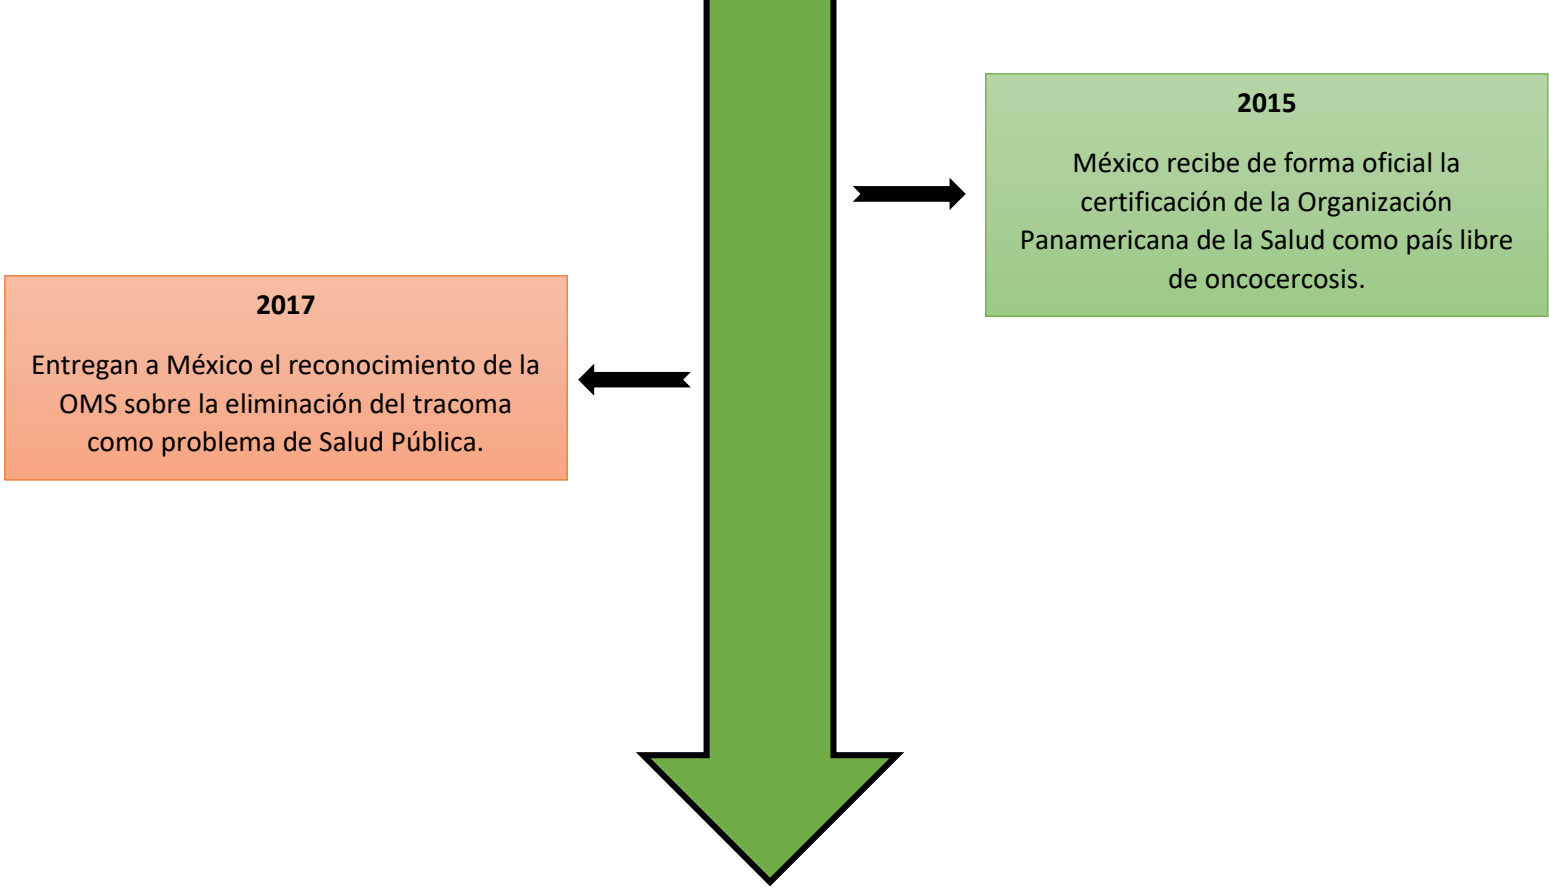 2015
México recibe de forma oficial la
certificación de la Organización
Panamericana de la Salud como país libre
de oncocercosis.
2017
Entregan a México el reconocimiento de la
OMS sobre la eliminación del tracoma
como problema de Salud Pública.